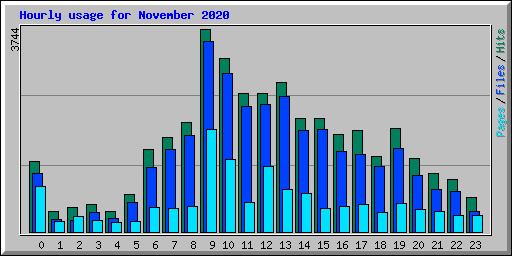 Hourly usage for November 2020
3744
Pages/Files/Hits
0 1 2 3 4 5 6 7 8 9 10 11 12 13 14 15 16 17 18 19 20 21 22 23